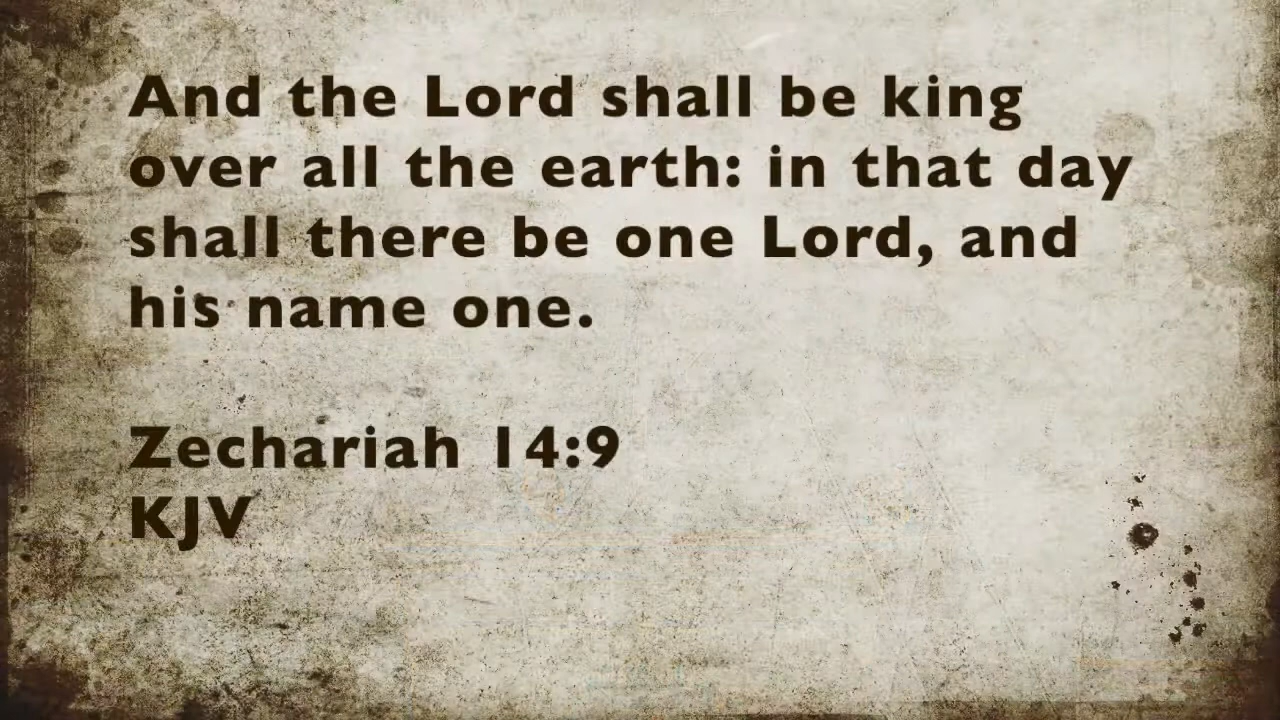 And the Lord shall be king
over all the earth: in that day
shall there be one Lord, and
his name one.
Zechariah 14:9
KJV